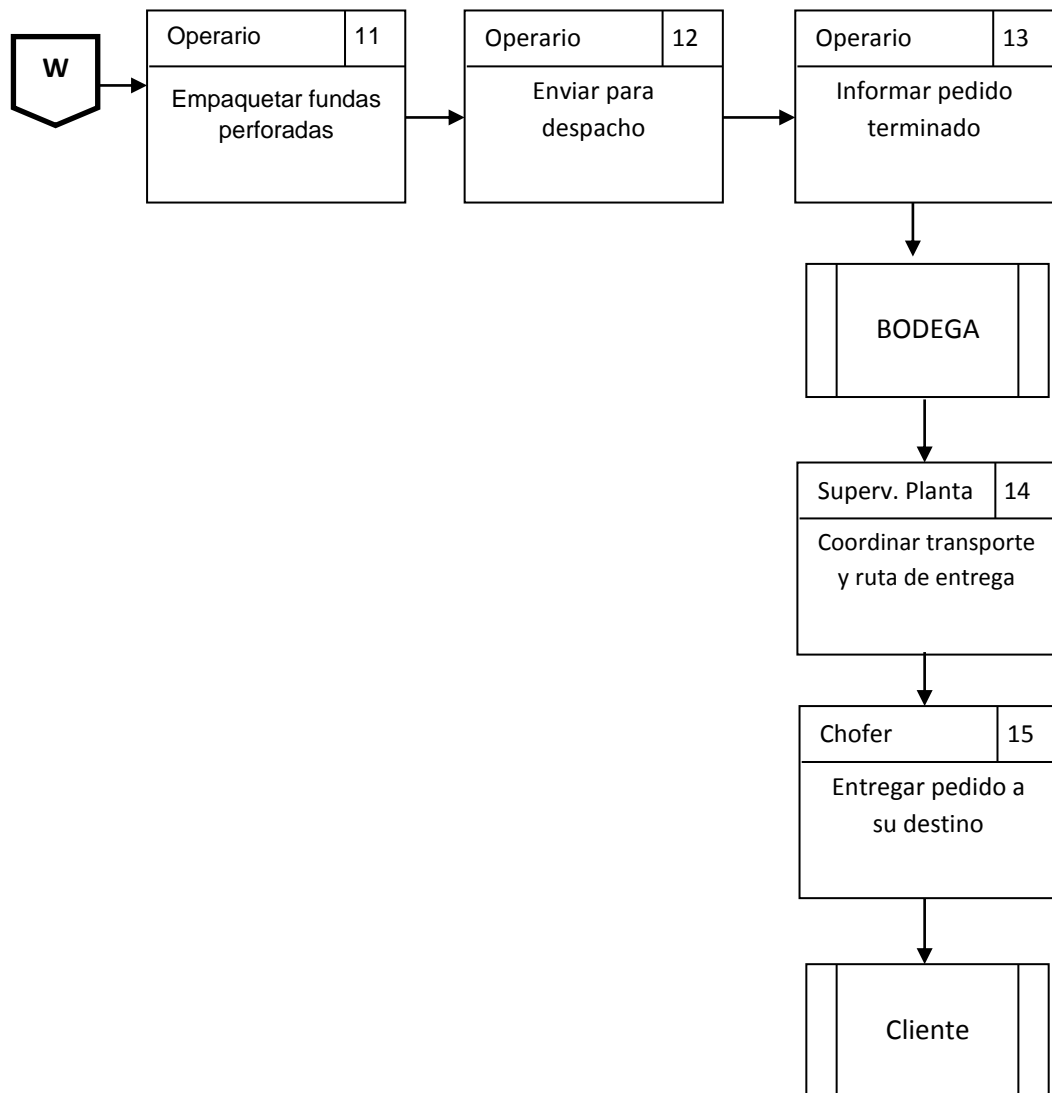 W
Operario 11
Empaquetar fundas
perforadas
Operario 12
Enviar para
despacho
Operario 13
Informar pedido
terminado
BODEGA
Superv. Planta 14
Coordinar transporte
y ruta de entrega
Chofer 15
Entregar pedido a
su destino
Cliente